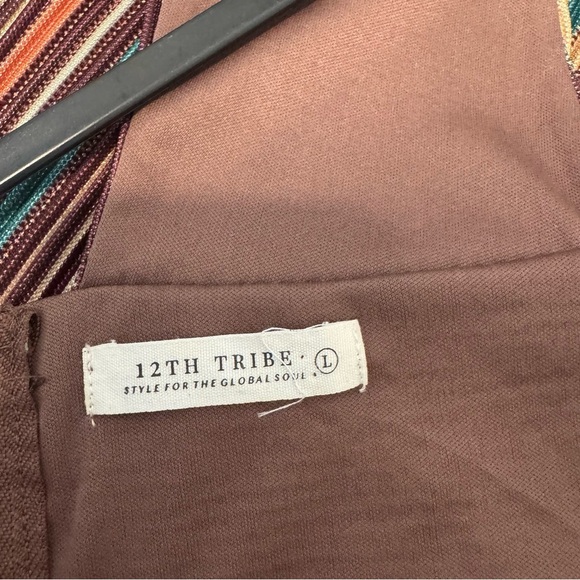 12TH TRIBE · L
STYLE FOR THE GLOBAL SOUL